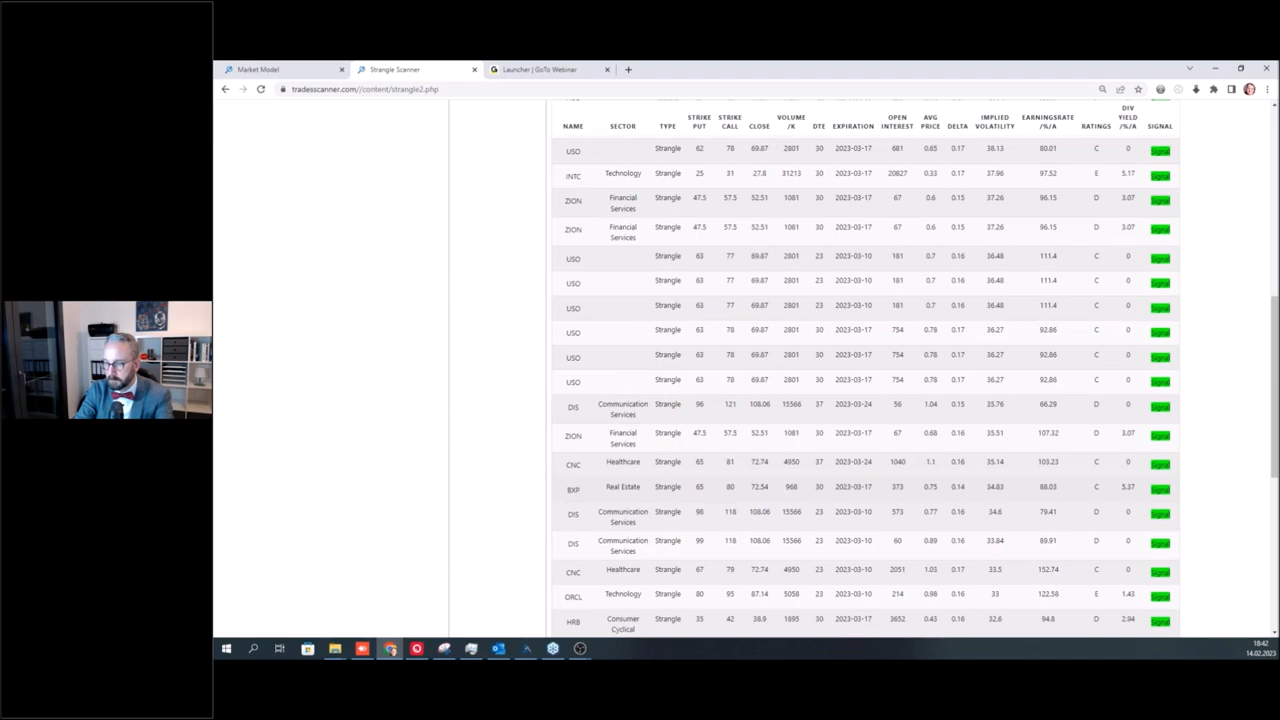 Market Model
Strangle Scanner
Launcher | GoTo Webinar
tradesscanner.com//content/strangle2.php
NAME SECTOR TYPE STRIKE PUT STRIKE CALL CLOSE VOLUME /K DTE EXPIRATION OPEN INTEREST AVG PRICE DELTA IMPLIED VOLATILITY EARNINGSRATE /%/A RATINGS DIV YIELD /%/A SIGNAL
USO Strangle 62 78 69.87 2801 30 2023-03-17 681 0.65 0.17 38.13 80.01 C 0 Signal
INTC Technology Strangle 25 31 27.8 31213 30 2023-03-17 20827 0.33 0.17 37.96 97.52 E 5.17 Signal
ZION Financial Services Strangle 47.5 57.5 52.51 1081 30 2023-03-17 67 0.6 0.15 37.26 96.15 D 3.07 Signal
ZION Financial Services Strangle 47.5 57.5 52.51 1081 30 2023-03-17 67 0.6 0.15 37.26 96.15 D 3.07 Signal
USO Strangle 63 77 69.87 2801 23 2023-03-10 181 0.7 0.16 36.48 111.4 C 0 Signal
USO Strangle 63 77 69.87 2801 23 2023-03-10 181 0.7 0.16 36.48 111.4 C 0 Signal
USO Strangle 63 77 69.87 2801 23 2023-03-10 181 0.7 0.16 36.48 111.4 C 0 Signal
USO Strangle 63 78 69.87 2801 30 2023-03-17 754 0.78 0.17 36.27 92.86 C 0 Signal
USO Strangle 63 78 69.87 2801 30 2023-03-17 754 0.78 0.17 36.27 92.86 C 0 Signal
USO Strangle 63 78 69.87 2801 30 2023-03-17 754 0.78 0.17 36.27 92.86 C 0 Signal
DIS Communication Services Strangle 96 121 108.06 15566 37 2023-03-24 56 1.04 0.15 35.76 66.29 D 0 Signal
ZION Financial Services Strangle 47.5 57.5 52.51 1081 30 2023-03-17 67 0.68 0.16 35.51 107.32 D 3.07 Signal
CNC Healthcare Strangle 65 81 72.74 4950 37 2023-03-24 1040 1.1 0.16 35.14 103.23 C 0 Signal
BXP Real Estate Strangle 65 80 72.54 968 30 2023-03-17 373 0.75 0.14 34.83 88.03 C 5.37 Signal
DIS Communication Services Strangle 98 118 108.06 15566 23 2023-03-10 573 0.77 0.16 34.6 79.41 D 0 Signal
DIS Communication Services Strangle 99 118 108.06 15566 23 2023-03-10 60 0.89 0.16 33.84 89.91 D 0 Signal
CNC Healthcare Strangle 67 79 72.74 4950 23 2023-03-10 2051 1.03 0.17 33.5 152.74 C 0 Signal
ORCL Technology Strangle 80 95 87.14 5058 23 2023-03-10 214 0.98 0.16 33 122.58 E 1.43 Signal
HRB Consumer Cyclical Strangle 35 42 38.9 1895 30 2023-03-17 3652 0.43 0.16 32.6 94.8 D 2.94 Signal
18:42
14.02.2023